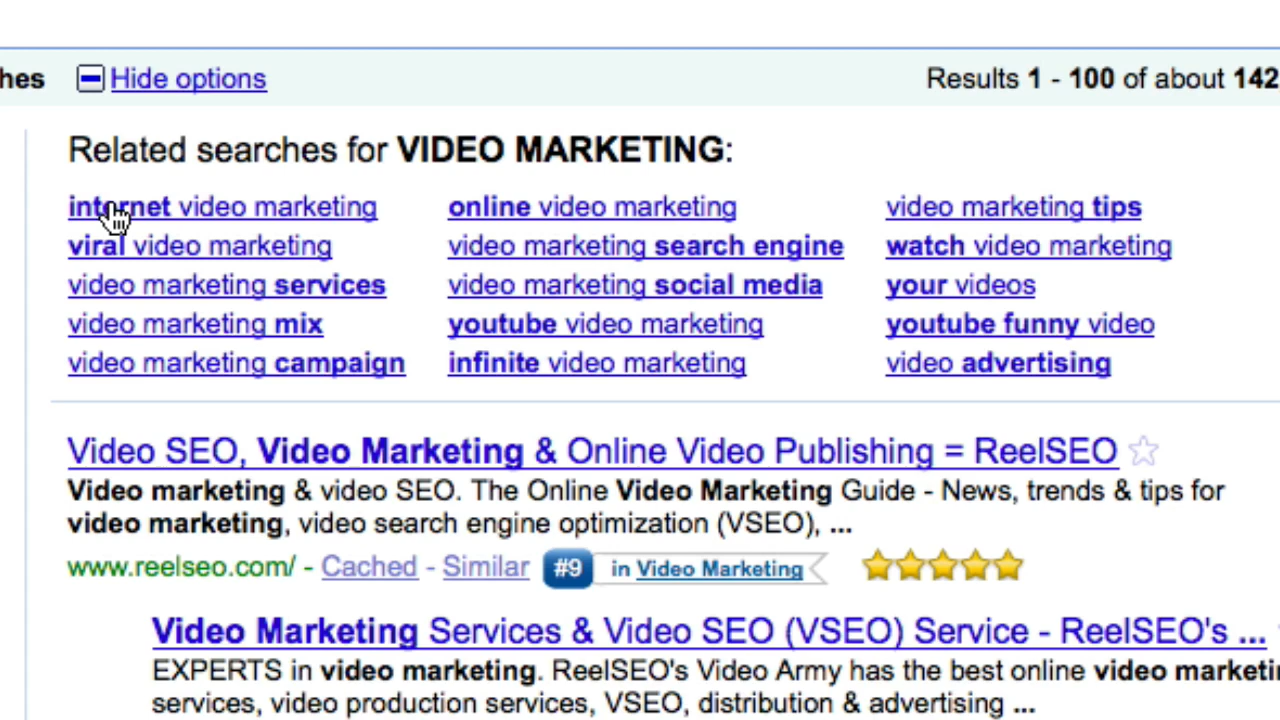 hes Hide options Results 1 - 100 of about 142
Related searches for VIDEO MARKETING:
internet video marketing online video marketing video marketing tips
viral video marketing video marketing search engine watch video marketing
video marketing services video marketing social media your videos
video marketing mix youtube video marketing youtube funny video
video marketing campaign infinite video marketing video advertising
Video SEO, Video Marketing & Online Video Publishing = ReelSEO
Video marketing & video SEO. The Online Video Marketing Guide - News, trends & tips for
video marketing, video search engine optimization (VSEO), ...
www.reelseo.com/ - Cached - Similar #9 in Video Marketing
Video Marketing Services & Video SEO (VSEO) Service - ReelSEO's ...
EXPERTS in video marketing. ReelSEO's Video Army has the best online video marketi
services, video production services, VSEO, distribution & advertising ...